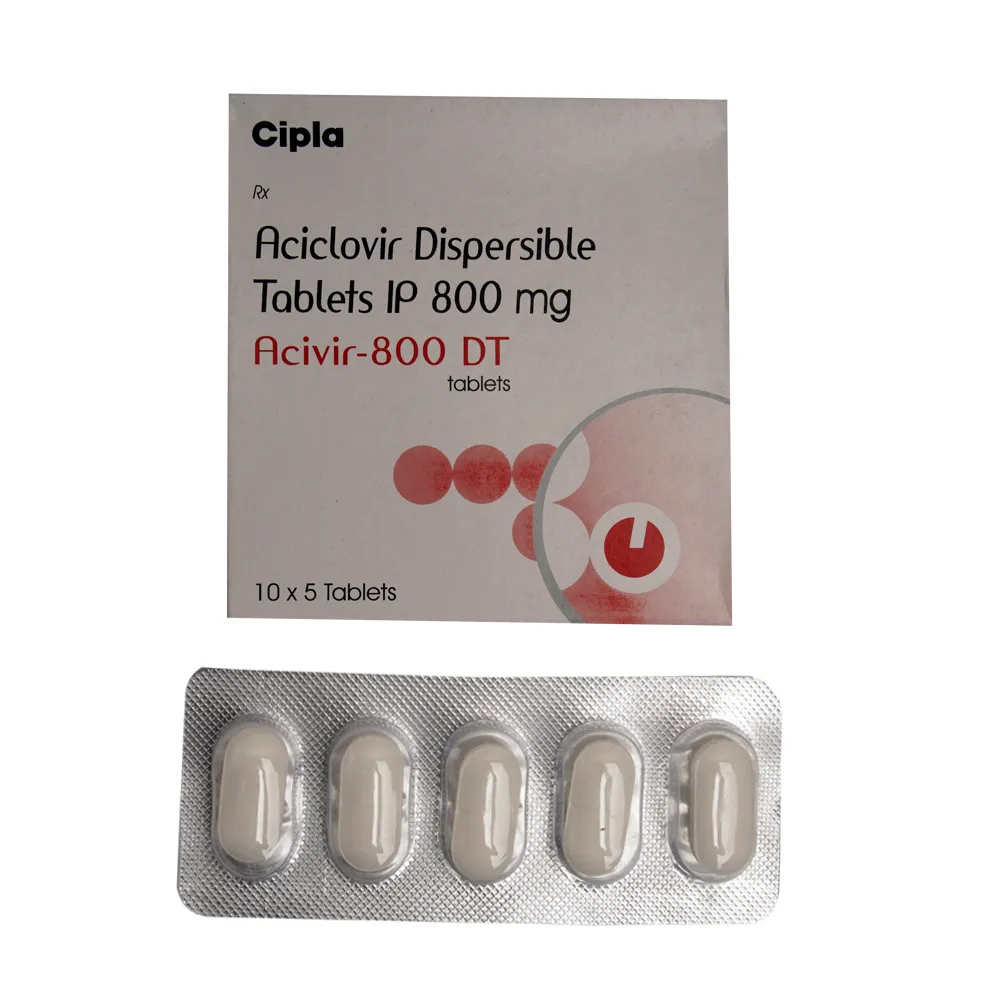 Cipla
Rx
Aciclovir Dispersible
Tablets IP 800 mg
Acivir-800 DT
tablets
10 x 5 Tablets